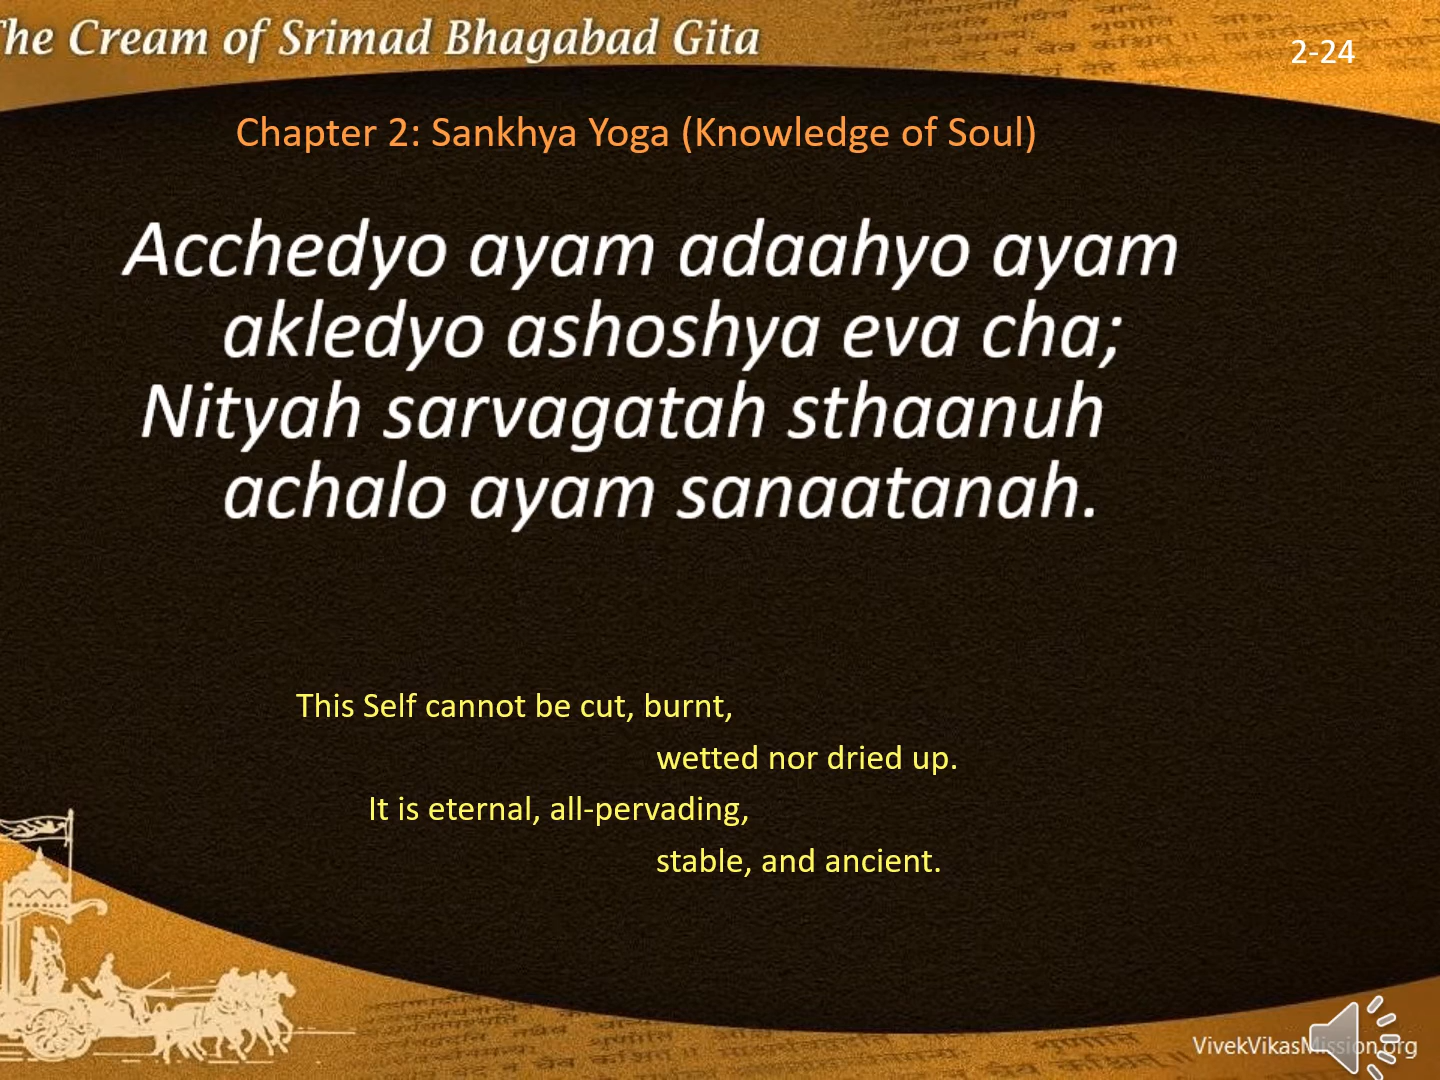 The Cream of Srimad Bhagabad Gita
2-24
Chapter 2: Sankhya Yoga (Knowledge of Soul)
Acchedyo ayam adaahyo ayam
akledyo ashoshya eva cha;
Nityah sarvagatah sthaanuh
achalo ayam sanaatanah.
This Self cannot be cut, burnt,
wetted nor dried up.
It is eternal, all-pervading,
stable, and ancient.
VivekVikasMission.org